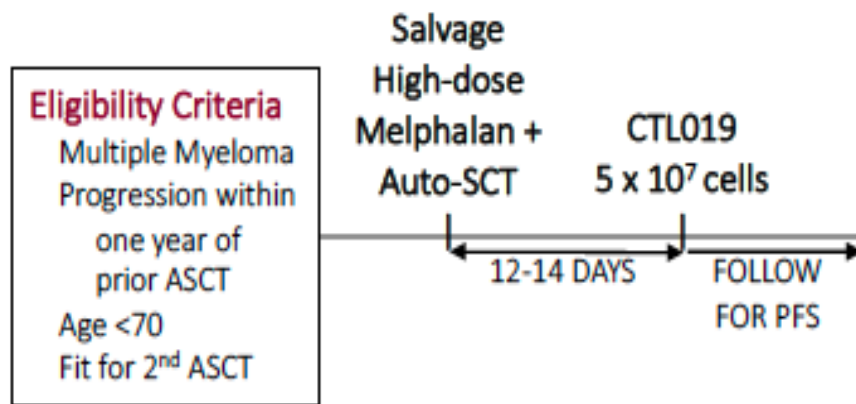 Eligibility Criteria
Multiple Myeloma
Progression within
one year of
prior ASCT
Age <70
Fit for 2nd ASCT
Salvage
High-dose
Melphalan +
Auto-SCT
CTL019
5 x 10⁷ cells
12-14 DAYS
FOLLOW
FOR PFS